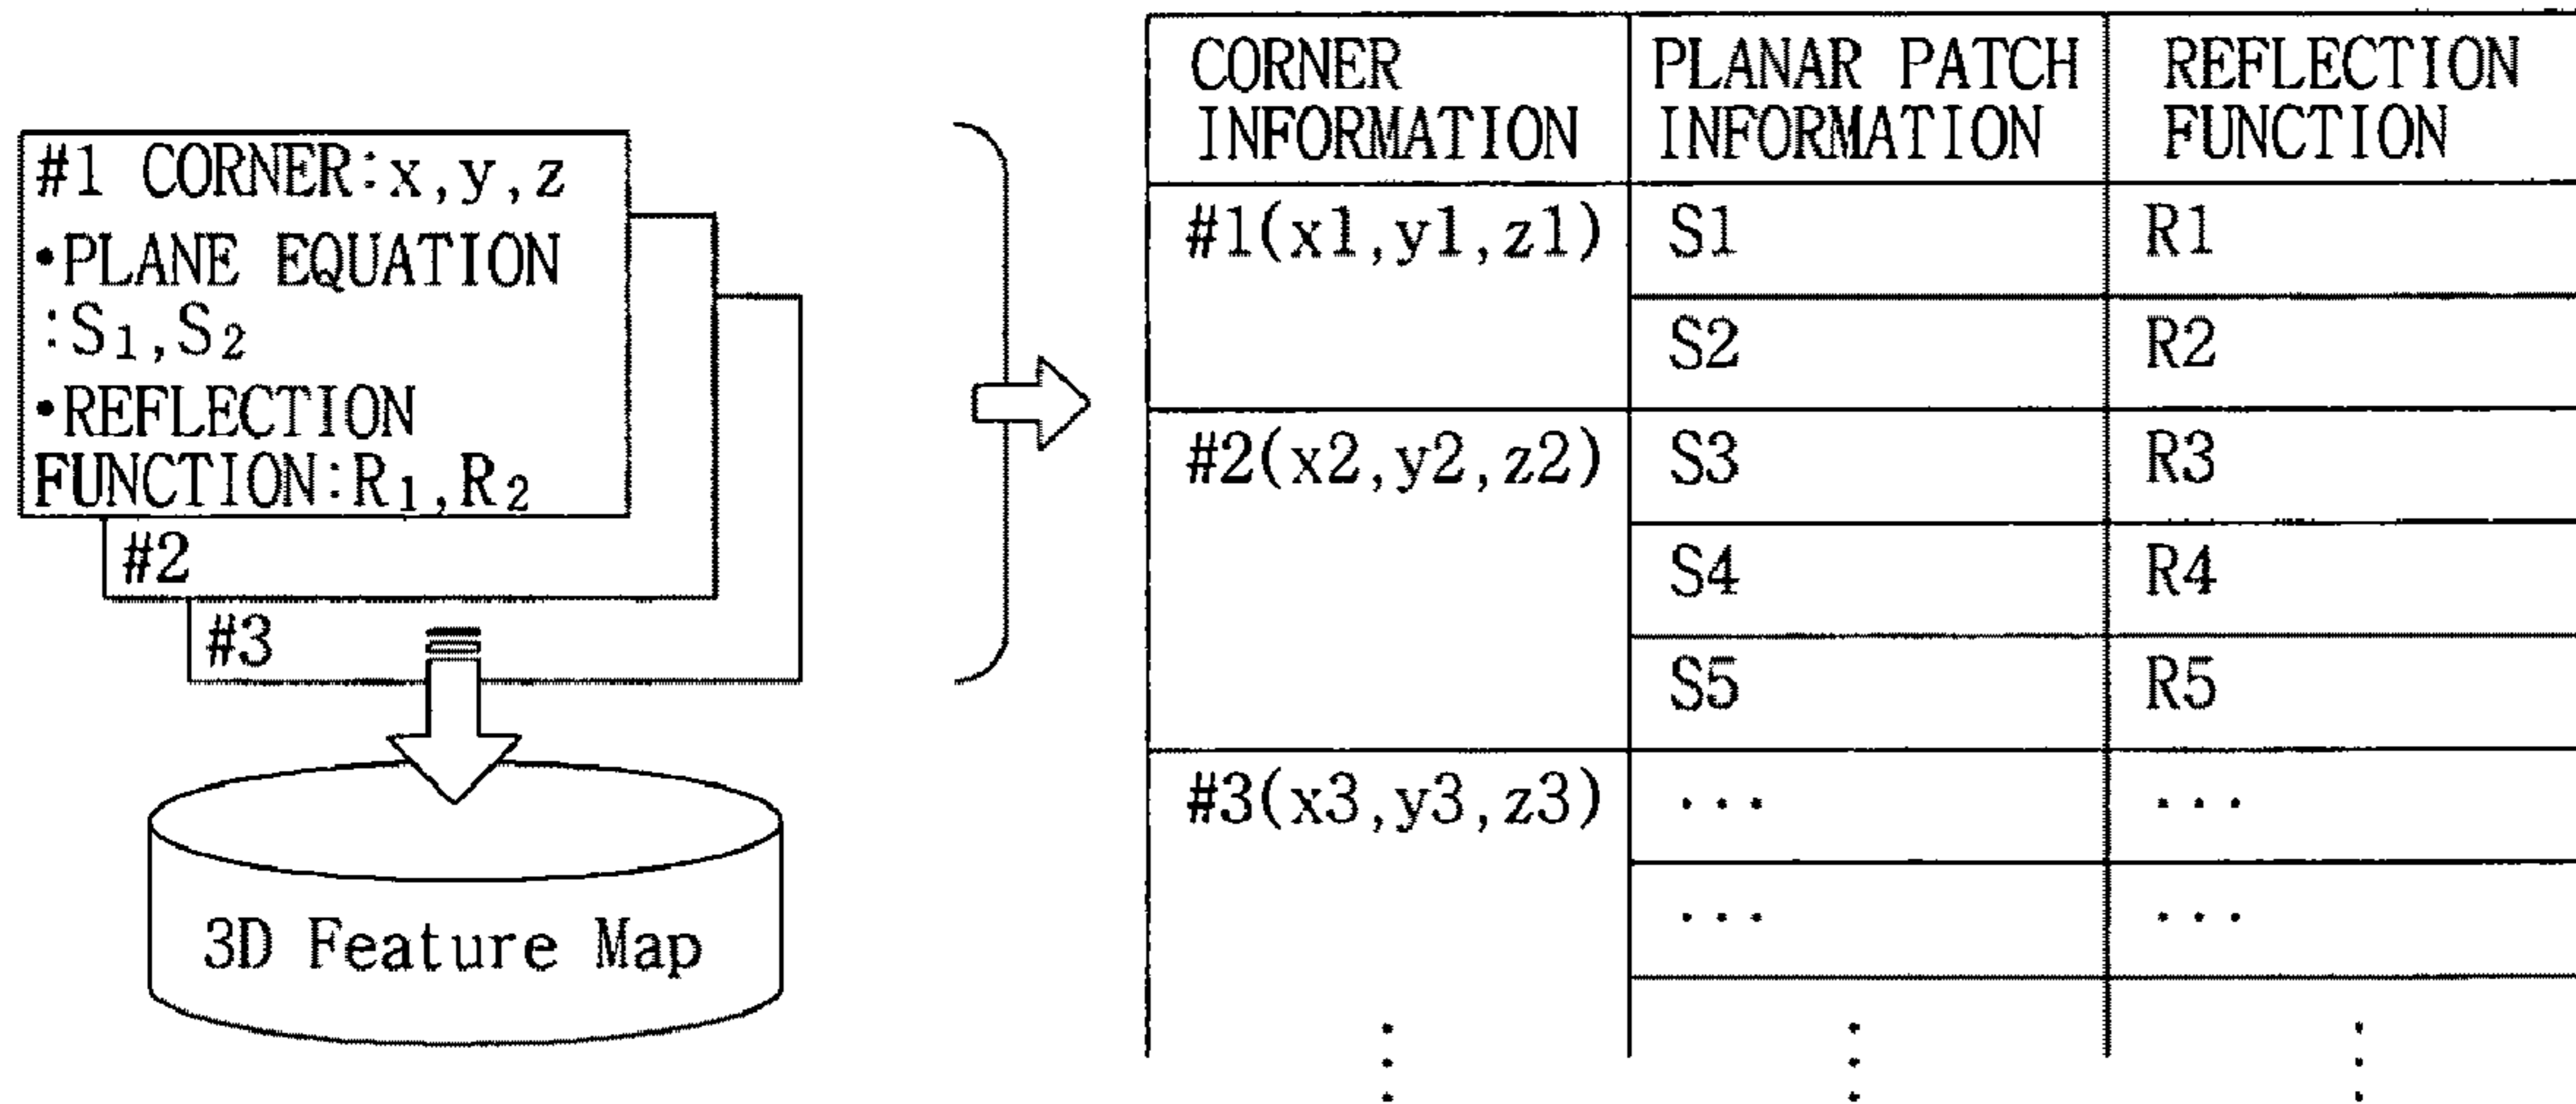 #1 CORNER:x,y,z
•PLANE EQUATION
:S1,S2
•REFLECTION
FUNCTION:R1,R2
#2
#3
3D Feature Map
CORNER INFORMATION PLANAR PATCH INFORMATION REFLECTION FUNCTION
#1(x1,y1,z1) S1 R1
S2 R2
#2(x2,y2,z2) S3 R3
S4 R4
S5 R5
#3(x3,y3,z3) ... ...
... ...